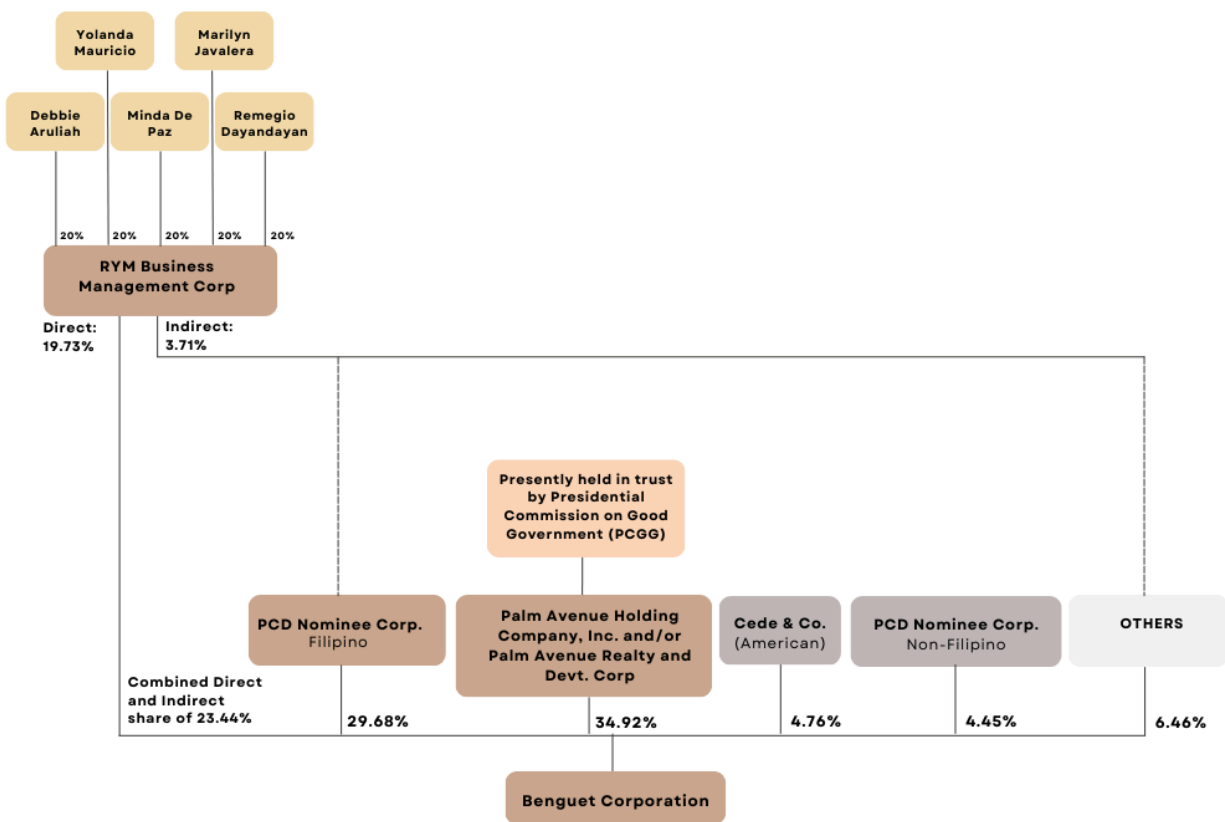 Yolanda
Mauricio
Marilyn
Javalera
Debbie
Aruliah
Minda De
Paz
Remegio
Dayandayan
20%
20%
20%
20%
20%
RYM Business
Management Corp
Direct:
19.73%
Indirect:
3.71%
Presently held in trust
by Presidential
Commission on Good
Government (PCGG)
PCD Nominee Corp.
Filipino
Palm Avenue Holding
Company, Inc. and/or
Palm Avenue Realty and
Devt. Corp
Cede & Co.
(American)
PCD Nominee Corp.
Non-Filipino
OTHERS
Combined Direct
and Indirect
share of 23.44%
29.68%
34.92%
4.76%
4.45%
6.46%
Benguet Corporation